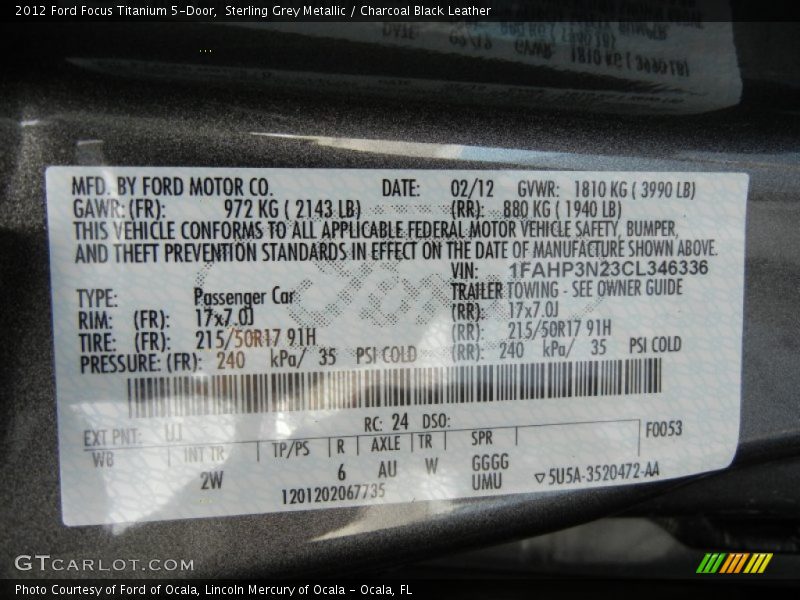 2012 Ford Focus Titanium 5-Door, Sterling Grey Metallic / Charcoal Black Leather
MFD. BY FORD MOTOR CO. DATE: 02/12 GVWR: 1810 KG ( 3990 LB)
GAWR: (FR): 972 KG ( 2143 LB) (RR): 880 KG ( 1940 LB)
THIS VEHICLE CONFORMS TO ALL APPLICABLE FEDERAL MOTOR VEHICLE SAFETY, BUMPER,
AND THEFT PREVENTION STANDARDS IN EFFECT ON THE DATE OF MANUFACTURE SHOWN ABOVE.
VIN: 1FAHP3N23CL346336
TYPE: Passenger Car TRAILER TOWING - SEE OWNER GUIDE
RIM: (FR): 17x7.0J (RR): 17x7.0J
TIRE: (FR): 215/50R17 91H (RR): 215/50R17 91H
PRESSURE: (FR): 240 kPa/ 35 PSI COLD (RR): 240 kPa/ 35 PSI COLD
RC: 24 DSO:
EXT PNT: UJ F0053
WB INT TR TP/PS R AXLE TR SPR
2W 6 AU W GGGG
UMU
1201202067735 5U5A-3520472-AA
GTCARLOT.COM
Photo Courtesy of Ford of Ocala, Lincoln Mercury of Ocala - Ocala, FL